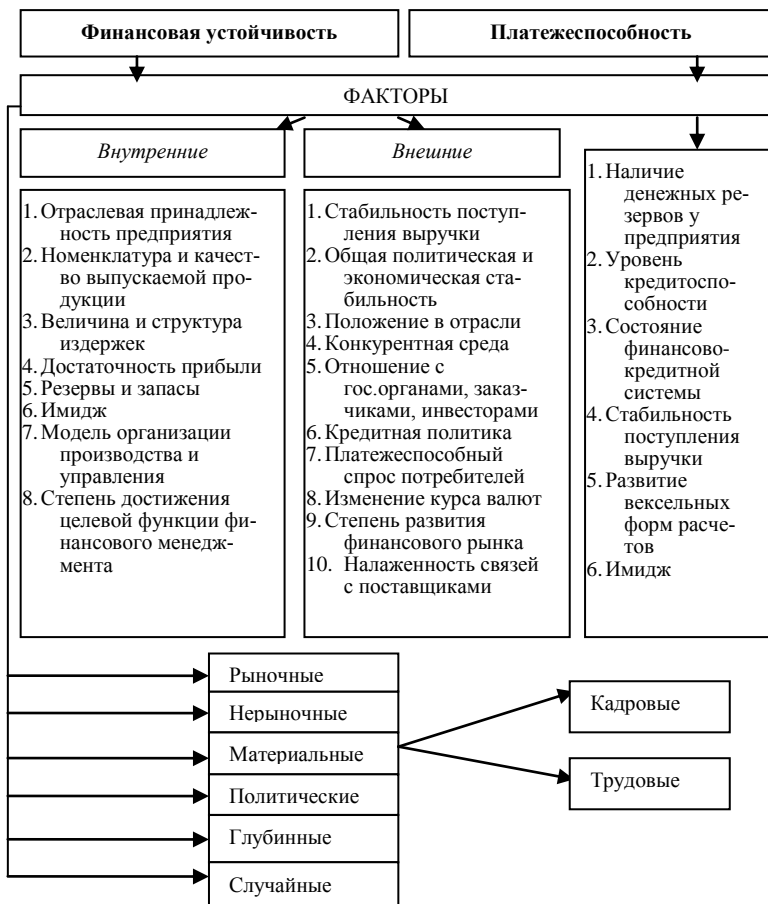 Финансовая устойчивость
Платежеспособность
ФАКТОРЫ
Внутренние
Внешние
1. Отраслевая принадлеж-
ность предприятия
2. Номенклатура и качест-
во выпускаемой про-
дукции
3. Величина и структура
издержек
4. Достаточность прибыли
5. Резервы и запасы
6. Имидж
7. Модель организации
производства и
управления
8. Степень достижения
целевой функции фи-
нансового менедж-
мента
1. Стабильность поступ-
ления выручки
2. Общая политическая и
экономическая ста-
бильность
3. Положение в отрасли
4. Конкурентная среда
5. Отношение с
гос.органами, заказ-
чиками, инвесторами
6. Кредитная политика
7. Платежеспособный
спрос потребителей
8. Изменение курса валют
9. Степень развития
финансового рынка
10. Налаженность связей
с поставщиками
1. Наличие
денежных ре-
зервов у
предприятия
2. Уровень
кредитоспо-
собности
3. Состояние
финансово-
кредитной
системы
4. Стабильность
поступления
выручки
5. Развитие
вексельных
форм расче-
тов
6. Имидж
Рыночные
Нерыночные
Материальные
Политические
Глубинные
Случайные
Кадровые
Трудовые